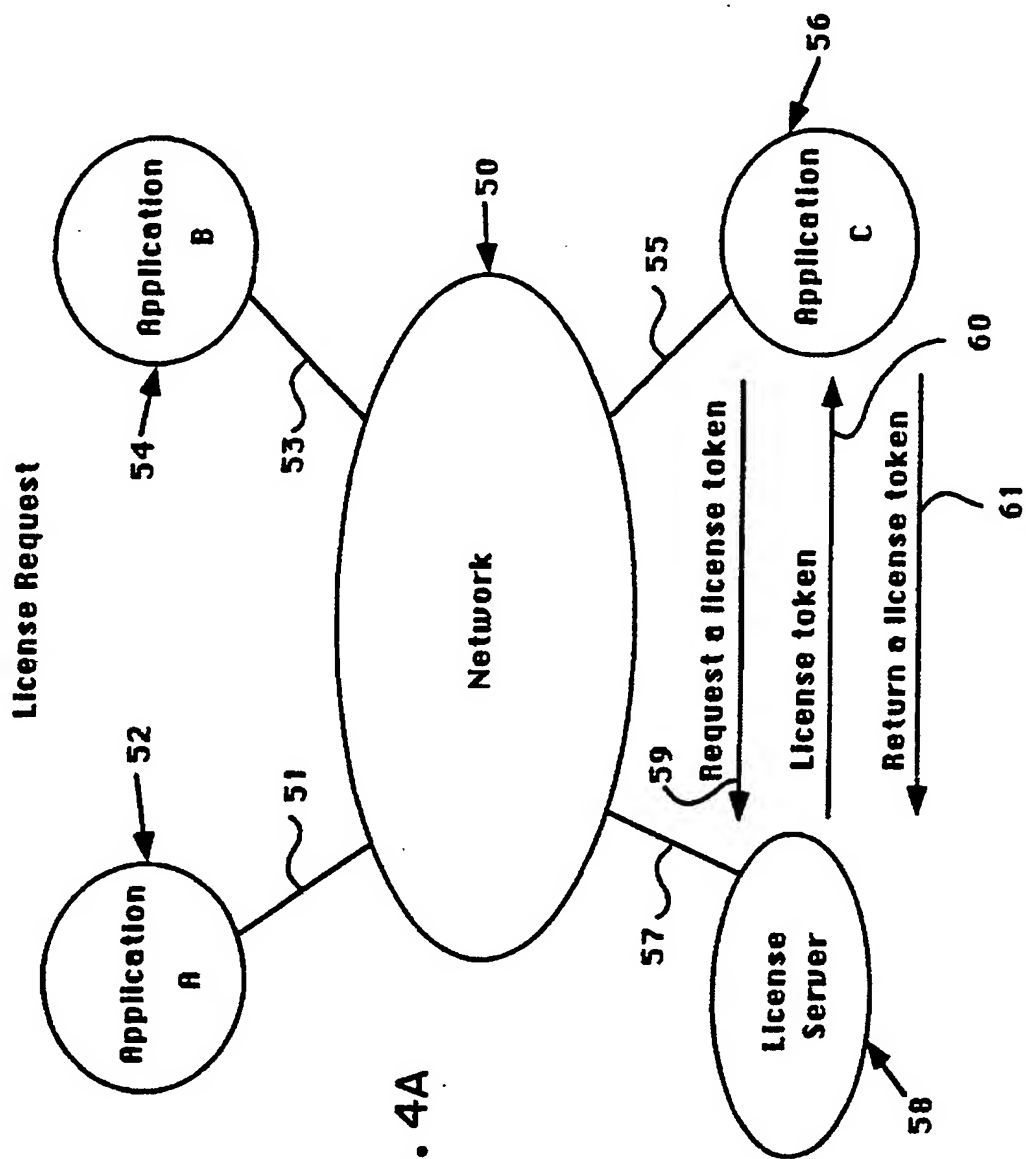 License Request
52
Application
A
51
54
Application
B
53
Network
50
57
License
Server
58
55
Application
C
56
59
Request a license token
License token
60
Return a license token
61
. 4A